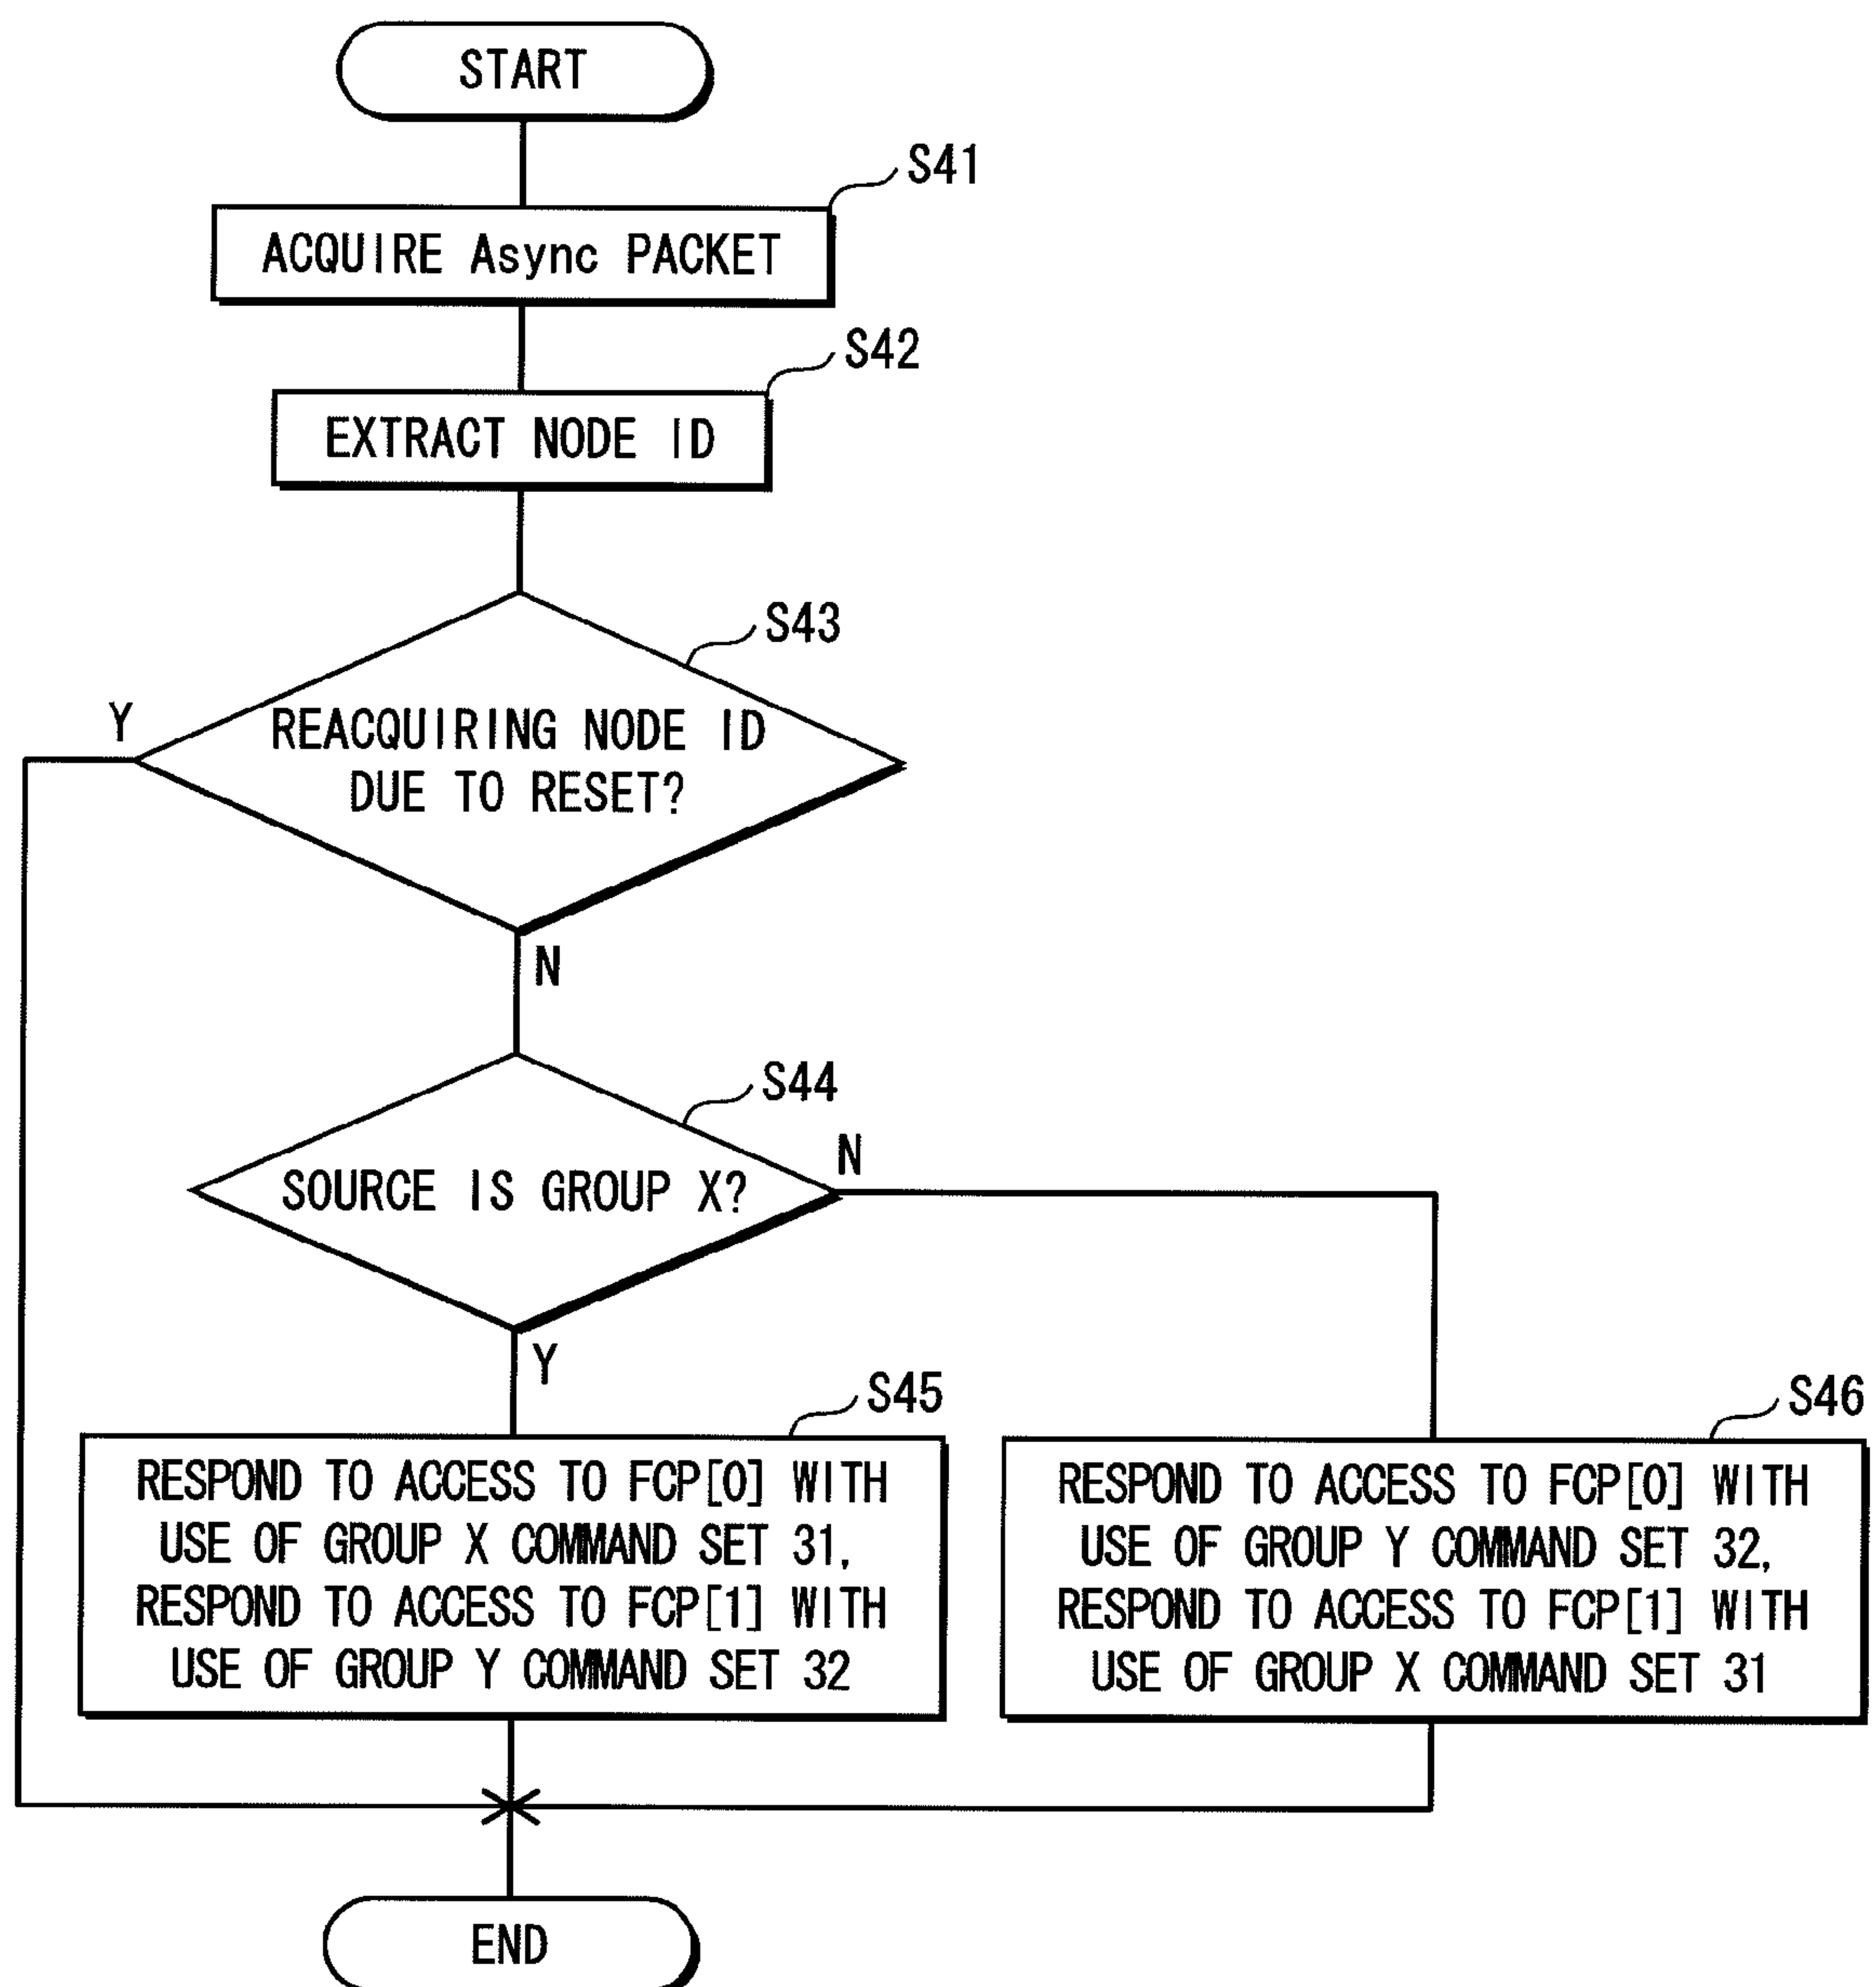 START
S41
ACQUIRE Async PACKET
S42
EXTRACT NODE ID
S43
Y
REACQUIRING NODE ID
DUE TO RESET?
N
S44
N
SOURCE IS GROUP X?
Y
S45
S46
RESPOND TO ACCESS TO FCP[0] WITH
USE OF GROUP X COMMAND SET 31,
RESPOND TO ACCESS TO FCP[1] WITH
USE OF GROUP Y COMMAND SET 32
RESPOND TO ACCESS TO FCP[0] WITH
USE OF GROUP Y COMMAND SET 32,
RESPOND TO ACCESS TO FCP[1] WITH
USE OF GROUP X COMMAND SET 31
END